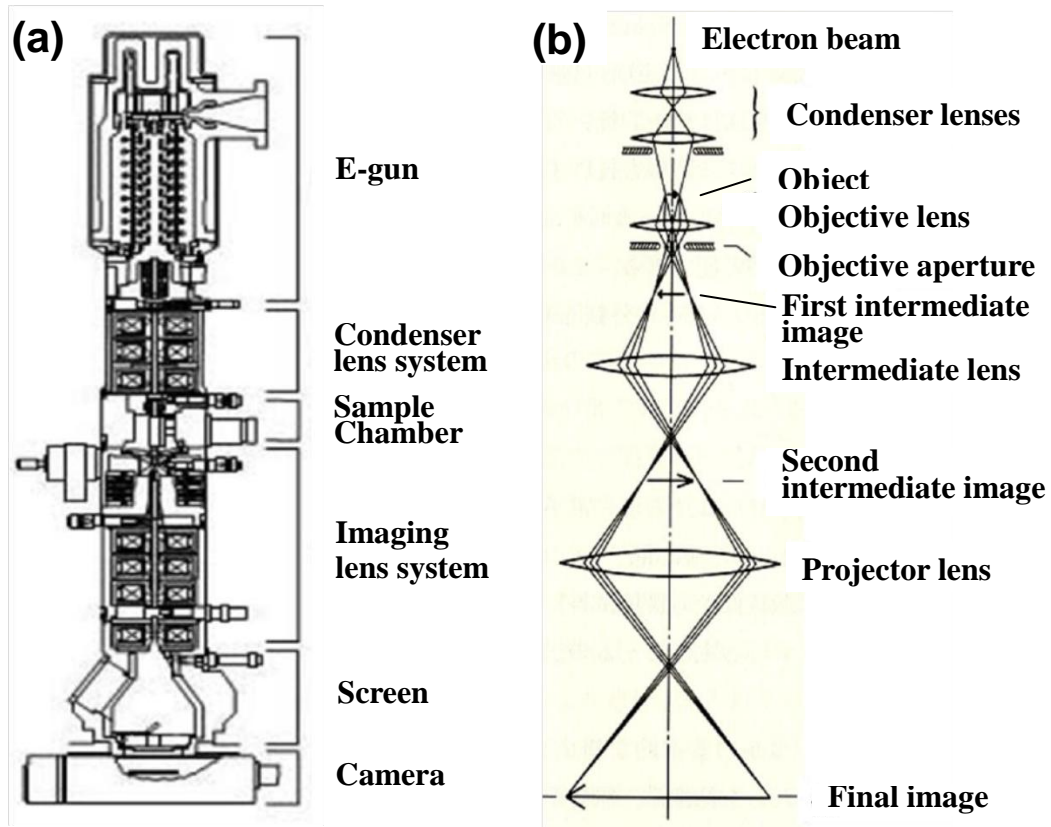 (a)
E-gun
Condenser
lens system
Sample
Chamber
Imaging
lens system
Screen
Camera
(b)
Electron beam
Condenser lenses
Object
Objective lens
Objective aperture
First intermediate
image
Intermediate lens
Second
intermediate image
Projector lens
Final image